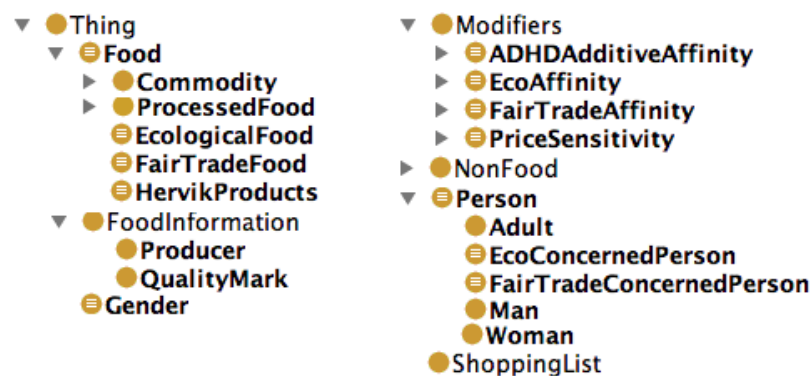 Thing
Food
Commodity
ProcessedFood
EcologicalFood
FairTradeFood
HervikProducts
FoodInformation
Producer
QualityMark
Gender
Modifiers
ADHDAdditiveAffinity
EcoAffinity
FairTradeAffinity
PriceSensitivity
NonFood
Person
Adult
EcoConcernedPerson
FairTradeConcernedPerson
Man
Woman
ShoppingList